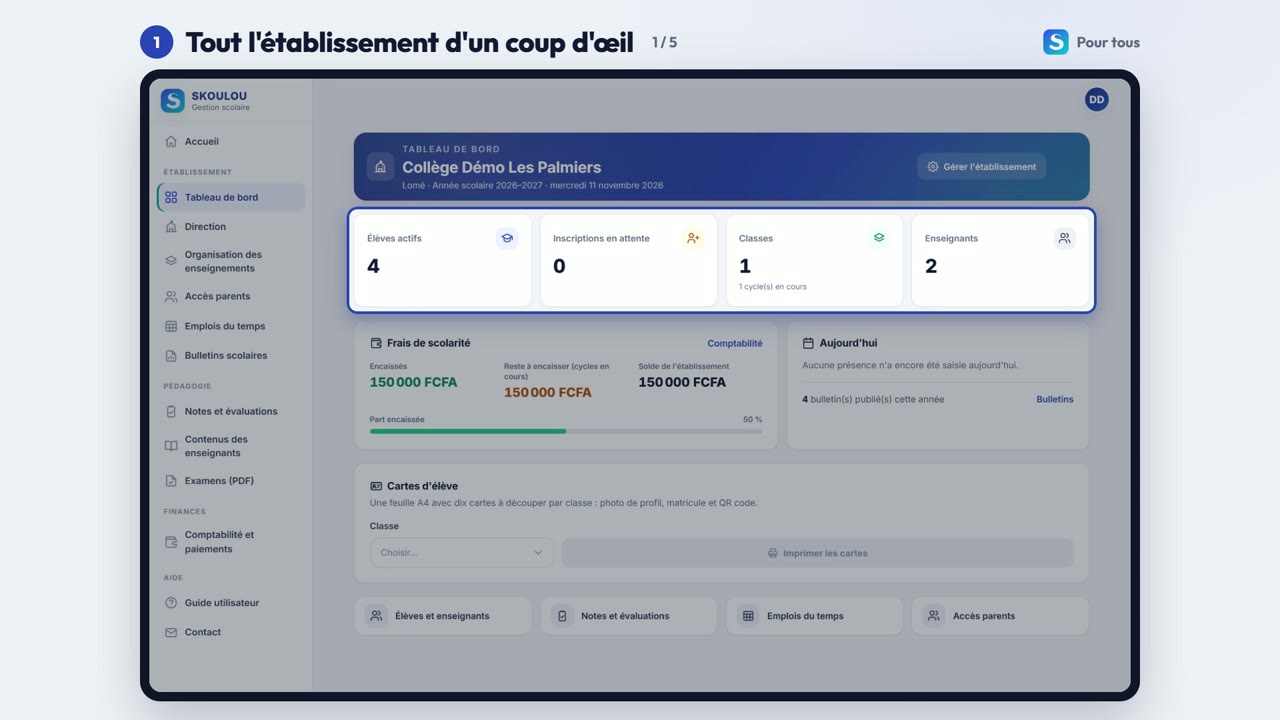 1
Tout l'établissement d'un coup d'œil
1 / 5
Pour tous
SKOULOU
Gestion scolaire
DD
Accueil
ÉTABLISSEMENT
Tableau de bord
Direction
Organisation des
enseignements
Accès parents
Emplois du temps
Bulletins scolaires
PÉDAGOGIE
Notes et évaluations
Contenus des
enseignants
Examens (PDF)
FINANCES
Comptabilité et
paiements
AIDE
Guide utilisateur
Contact
TABLEAU DE BORD
Collège Démo Les Palmiers
Lomé · Année scolaire 2026–2027 · mercredi 11 novembre 2026
Gérer l'établissement
Élèves actifs
4
Inscriptions en attente
0
Classes
1
1 cycle(s) en cours
Enseignants
2
Frais de scolarité
Comptabilité
Encaissés
150 000 FCFA
Reste à encaisser (cycles en
cours)
150 000 FCFA
Solde de l'établissement
150 000 FCFA
Part encaissée
50 %
Aujourd'hui
Aucune présence n'a encore été saisie aujourd'hui.
4 bulletin(s) publié(s) cette année
Bulletins
Cartes d'élève
Une feuille A4 avec dix cartes à découper par classe : photo de profil, matricule et QR code.
Classe
Choisir...
Imprimer les cartes
Élèves et enseignants
Notes et évaluations
Emplois du temps
Accès parents